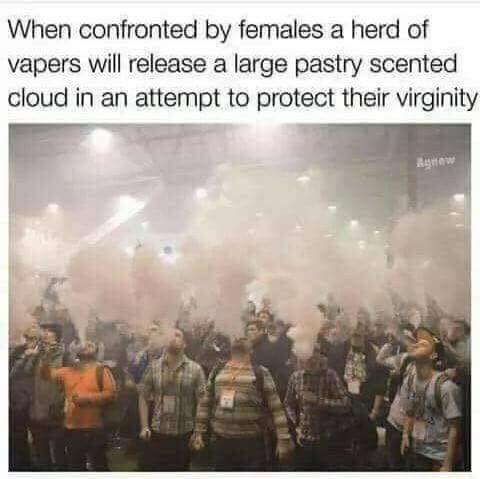 When confronted by females a herd of
vapers will release a large pastry scented
cloud in an attempt to protect their virginity
Agnew